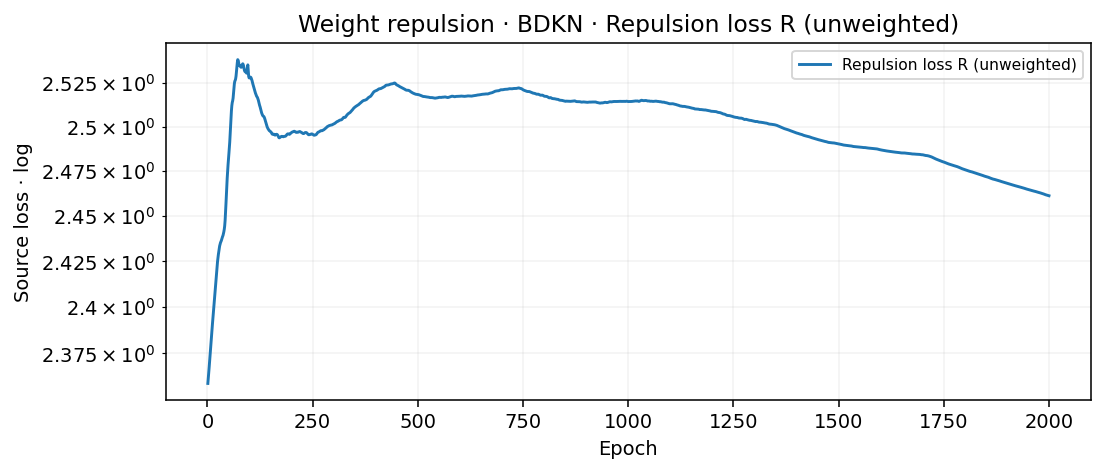 Weight repulsion · BDKN · Repulsion loss R (unweighted)
Repulsion loss R (unweighted)
Source loss · log
2.525 × 10⁰
2.5 × 10⁰
2.475 × 10⁰
2.45 × 10⁰
2.425 × 10⁰
2.4 × 10⁰
2.375 × 10⁰
0 250 500 750 1000 1250 1500 1750 2000
Epoch